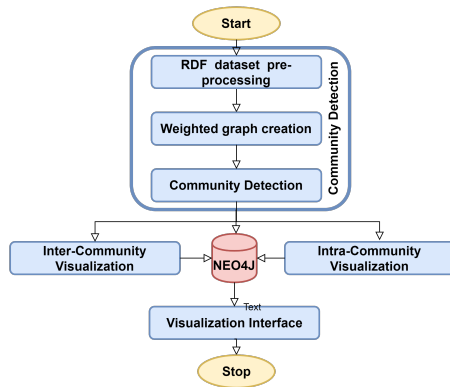 Start
RDF dataset pre-
processing
Weighted graph creation
Community Detection
Community Detection
Inter-Community
Visualization
NEO4J
Intra-Community
Visualization
Text
Visualization Interface
Stop